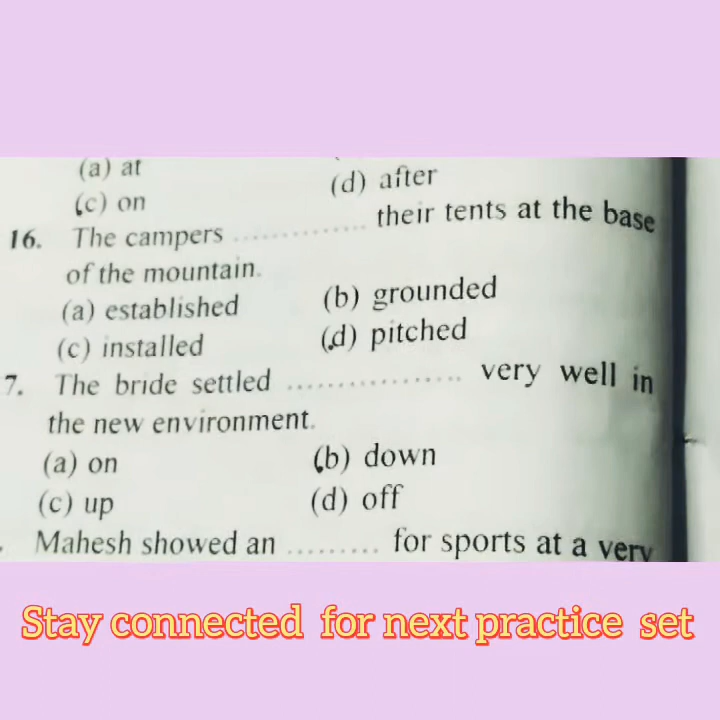 (a) at
(d) after
(c) on
16. The campers .............. their tents at the base
of the mountain.
(a) established (b) grounded
(c) installed (d) pitched
7. The bride settled ................. very well in
the new environment.
(a) on (b) down
(c) up (d) off
Mahesh showed an ......... for sports at a very
Stay connected for next practice set